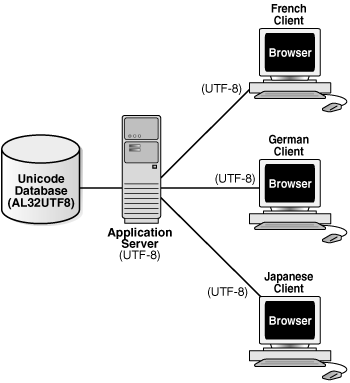 French
Client
Browser
(UTF-8)
German
Client
Browser
(UTF-8)
Unicode
Database
(AL32UTF8)
Application
Server
(UTF-8)
Japanese
Client
(UTF-8)
Browser